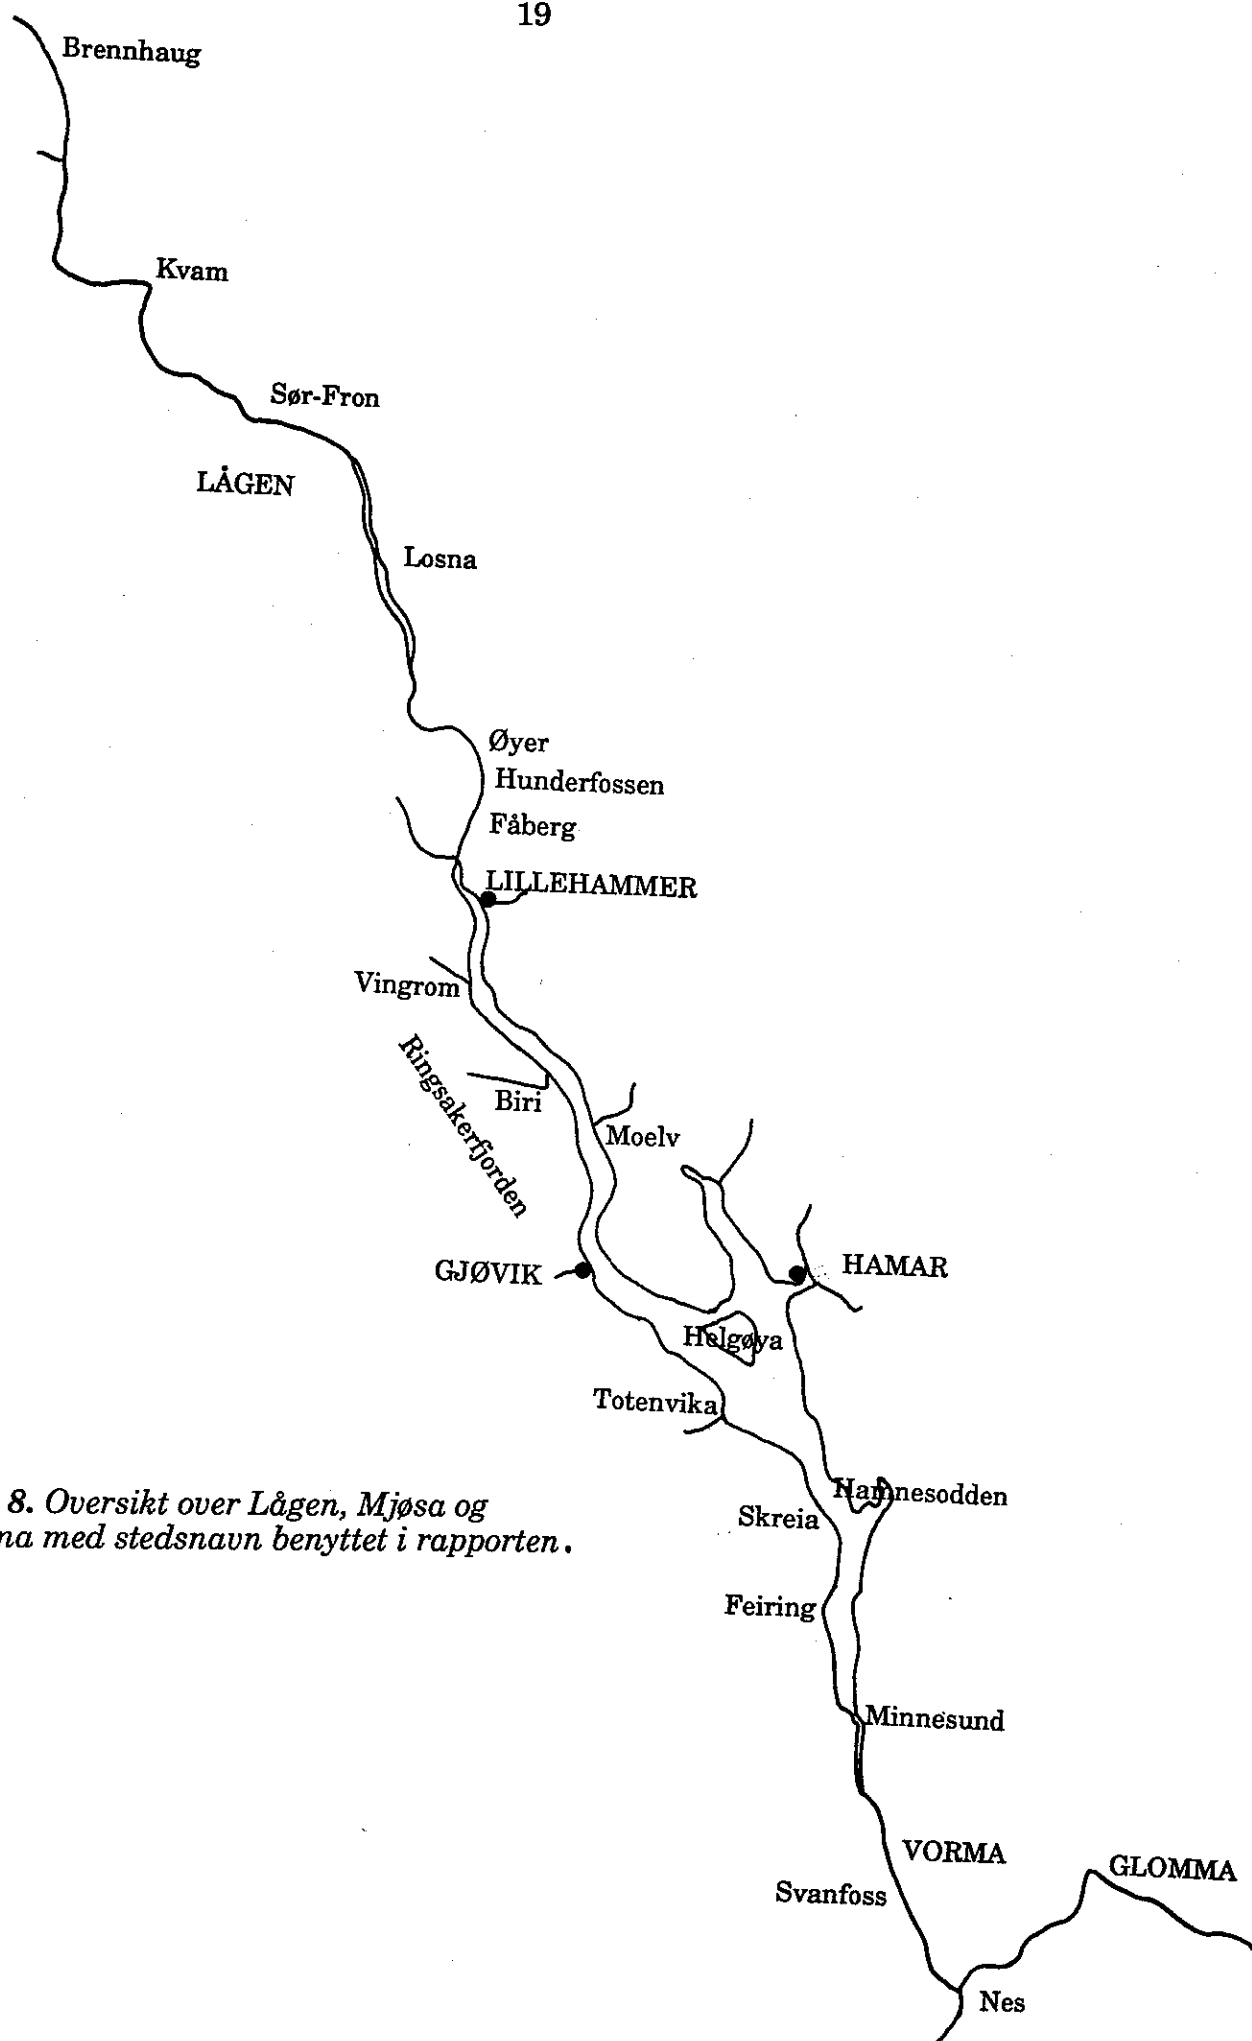 19
Brennhaug
Kvam
Sør-Fron
LÅGEN
Losna
Øyer
Hunderfossen
Fåberg
LILLEHAMMER
Vingrom
Ringsakerfjorden
Biri
Moelv
GJØVIK
HAMAR
Helgøya
Totenvika
Hamnesodden
Skreia
8. Oversikt over Lågen, Mjøsa og
na med stedsnavn benyttet i rapporten.
Feiring
Minnesund
VORMA
GLOMMA
Svanfoss
Nes